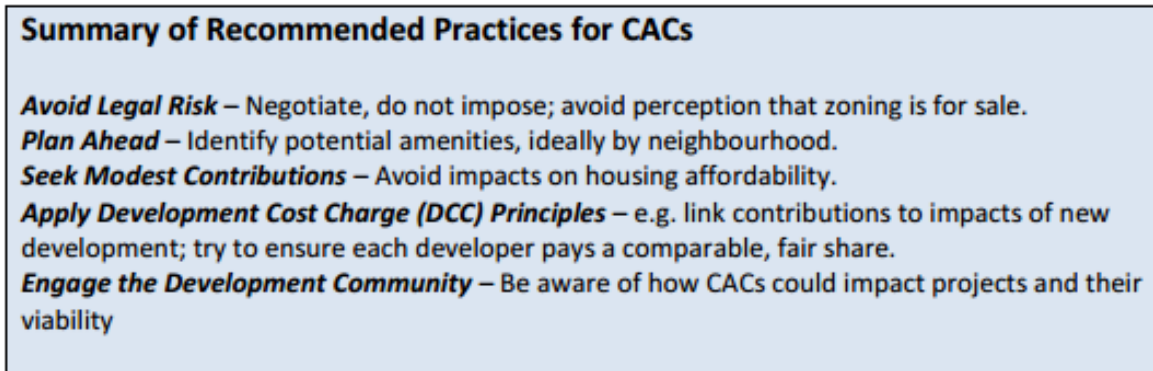 Summary of Recommended Practices for CACs
Avoid Legal Risk – Negotiate, do not impose; avoid perception that zoning is for sale.
Plan Ahead – Identify potential amenities, ideally by neighbourhood.
Seek Modest Contributions – Avoid impacts on housing affordability.
Apply Development Cost Charge (DCC) Principles – e.g. link contributions to impacts of new
development; try to ensure each developer pays a comparable, fair share.
Engage the Development Community – Be aware of how CACs could impact projects and their
viability